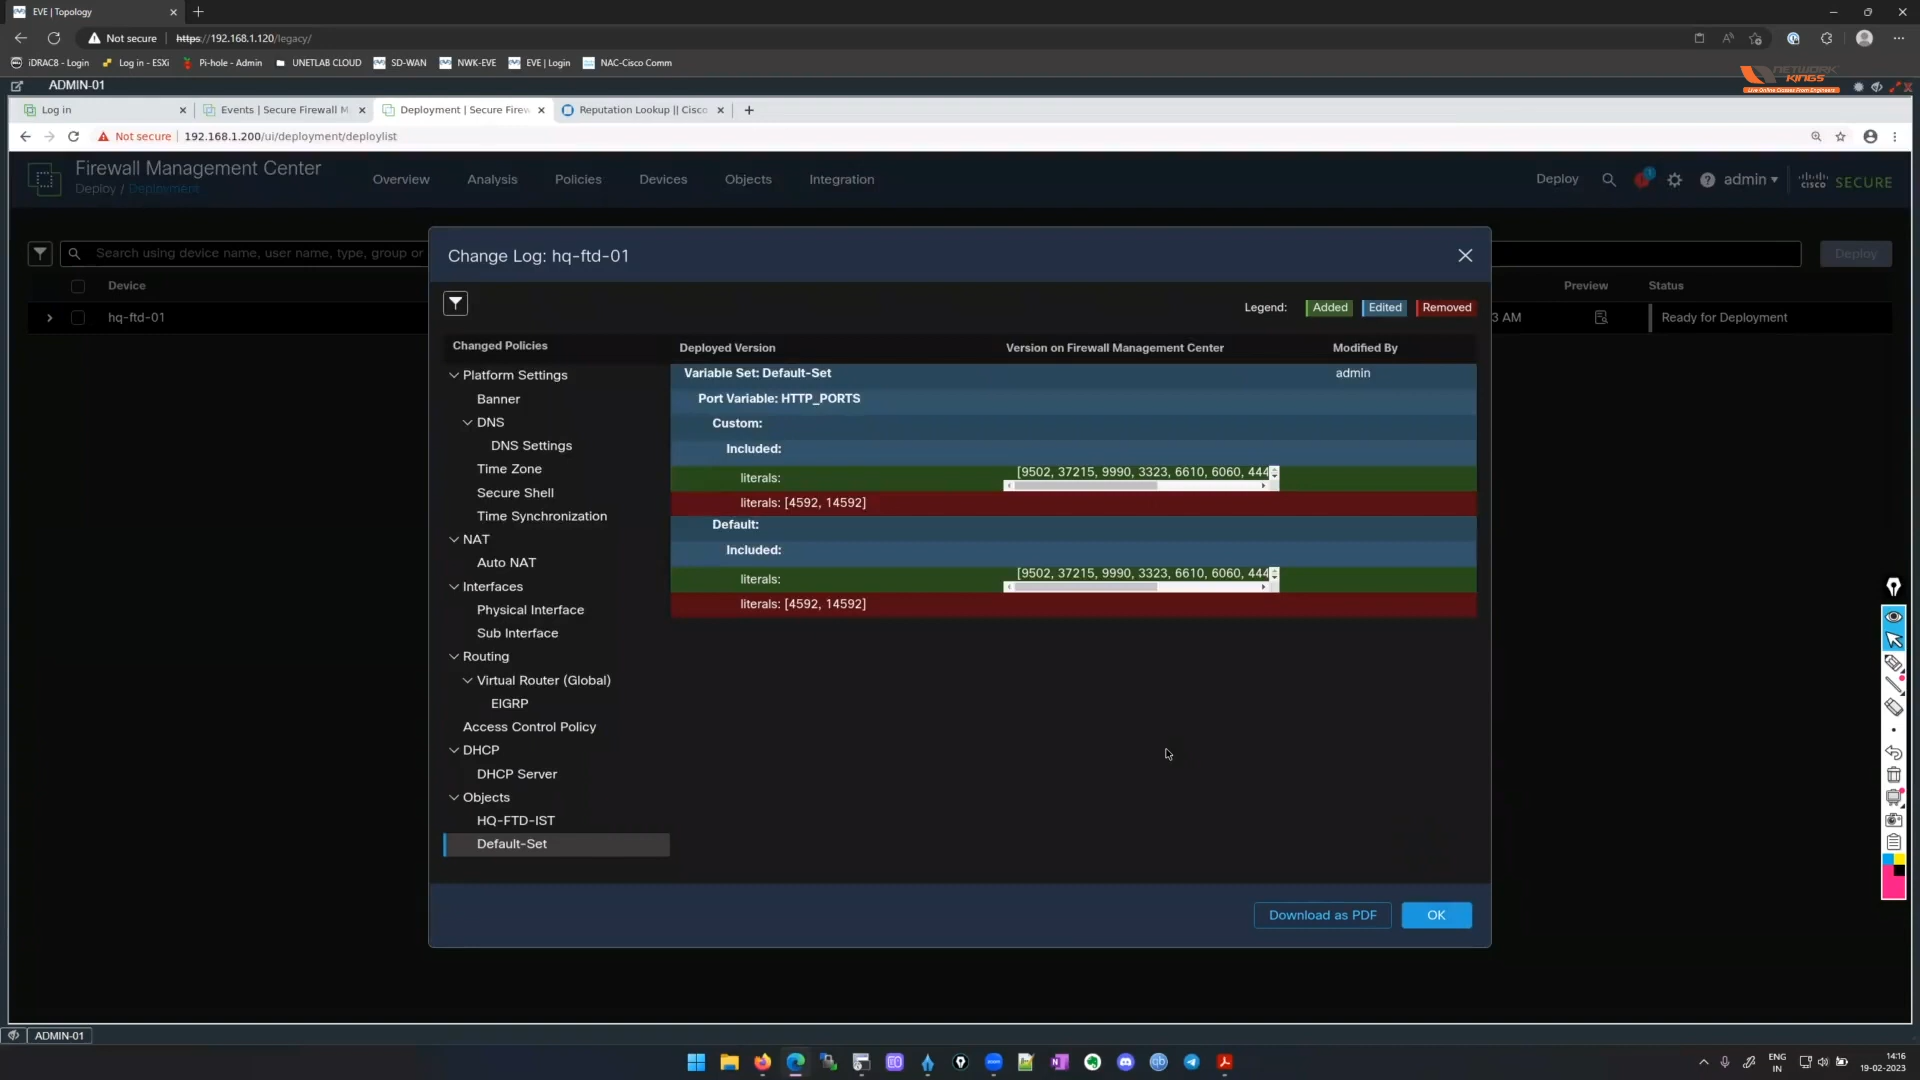 EVE | Topology
Not secure | https://192.168.1.120/legacy/
iDRAC8 - Login
Log in - ESXi
Pi-hole - Admin
UNETLAB CLOUD
SD-WAN
NWK-EVE
EVE | Login
NAC-Cisco Comm
ADMIN-01
NETWORK
KINGS
Live Online Classes From Engineers
Log in
Events | Secure Firewall M
Deployment | Secure Firew
Reputation Lookup || Cisco
Not secure | 192.168.1.200/ui/deployment/deploylist
Firewall Management Center
Deploy / Deployment
Overview
Analysis
Policies
Devices
Objects
Integration
Deploy
1
admin
cisco SECURE
Search using device name, user name, type, group or
Deploy
Device
Preview
Status
hq-ftd-01
3 AM
Ready for Deployment
Change Log: hq-ftd-01
Legend: Added Edited Removed
Changed Policies
Deployed Version
Version on Firewall Management Center
Modified By
Platform Settings
Banner
DNS
DNS Settings
Time Zone
Secure Shell
Time Synchronization
NAT
Auto NAT
Interfaces
Physical Interface
Sub Interface
Routing
Virtual Router (Global)
EIGRP
Access Control Policy
DHCP
DHCP Server
Objects
HQ-FTD-IST
Default-Set
Variable Set: Default-Set
admin
Port Variable: HTTP_PORTS
Custom:
Included:
literals:
[9502, 37215, 9990, 3323, 6610, 6060, 444
literals: [4592, 14592]
Default:
Included:
literals:
[9502, 37215, 9990, 3323, 6610, 6060, 444
literals: [4592, 14592]
Download as PDF
OK
ADMIN-01
ENG
IN
14:16
19-02-2023